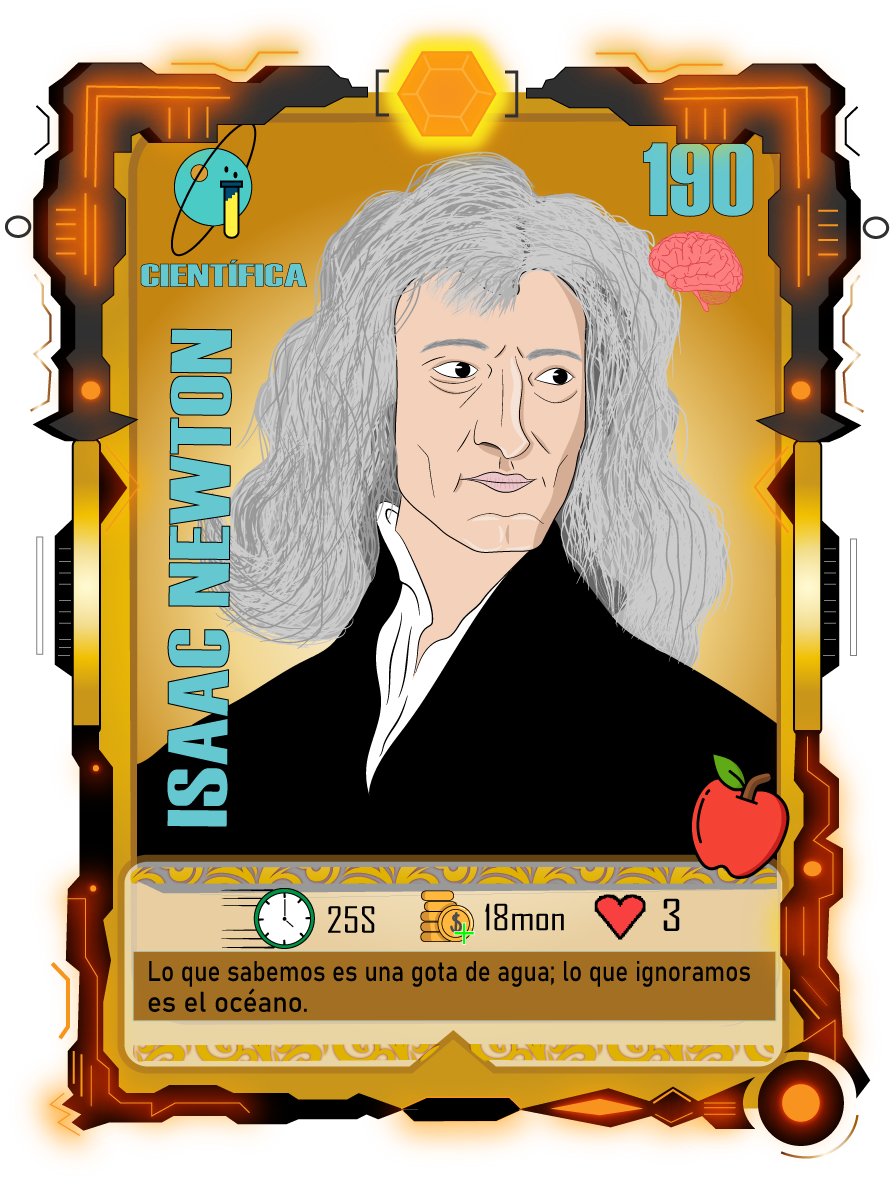 190
CIENTÍFICA
ISAAC NEWTON
25S
18mon
3
Lo que sabemos es una gota de agua; lo que ignoramos
es el océano.